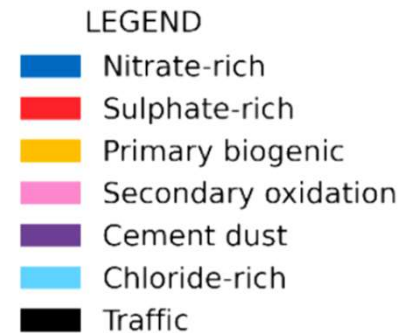 LEGEND
Nitrate-rich
Sulphate-rich
Primary biogenic
Secondary oxidation
Cement dust
Chloride-rich
Traffic